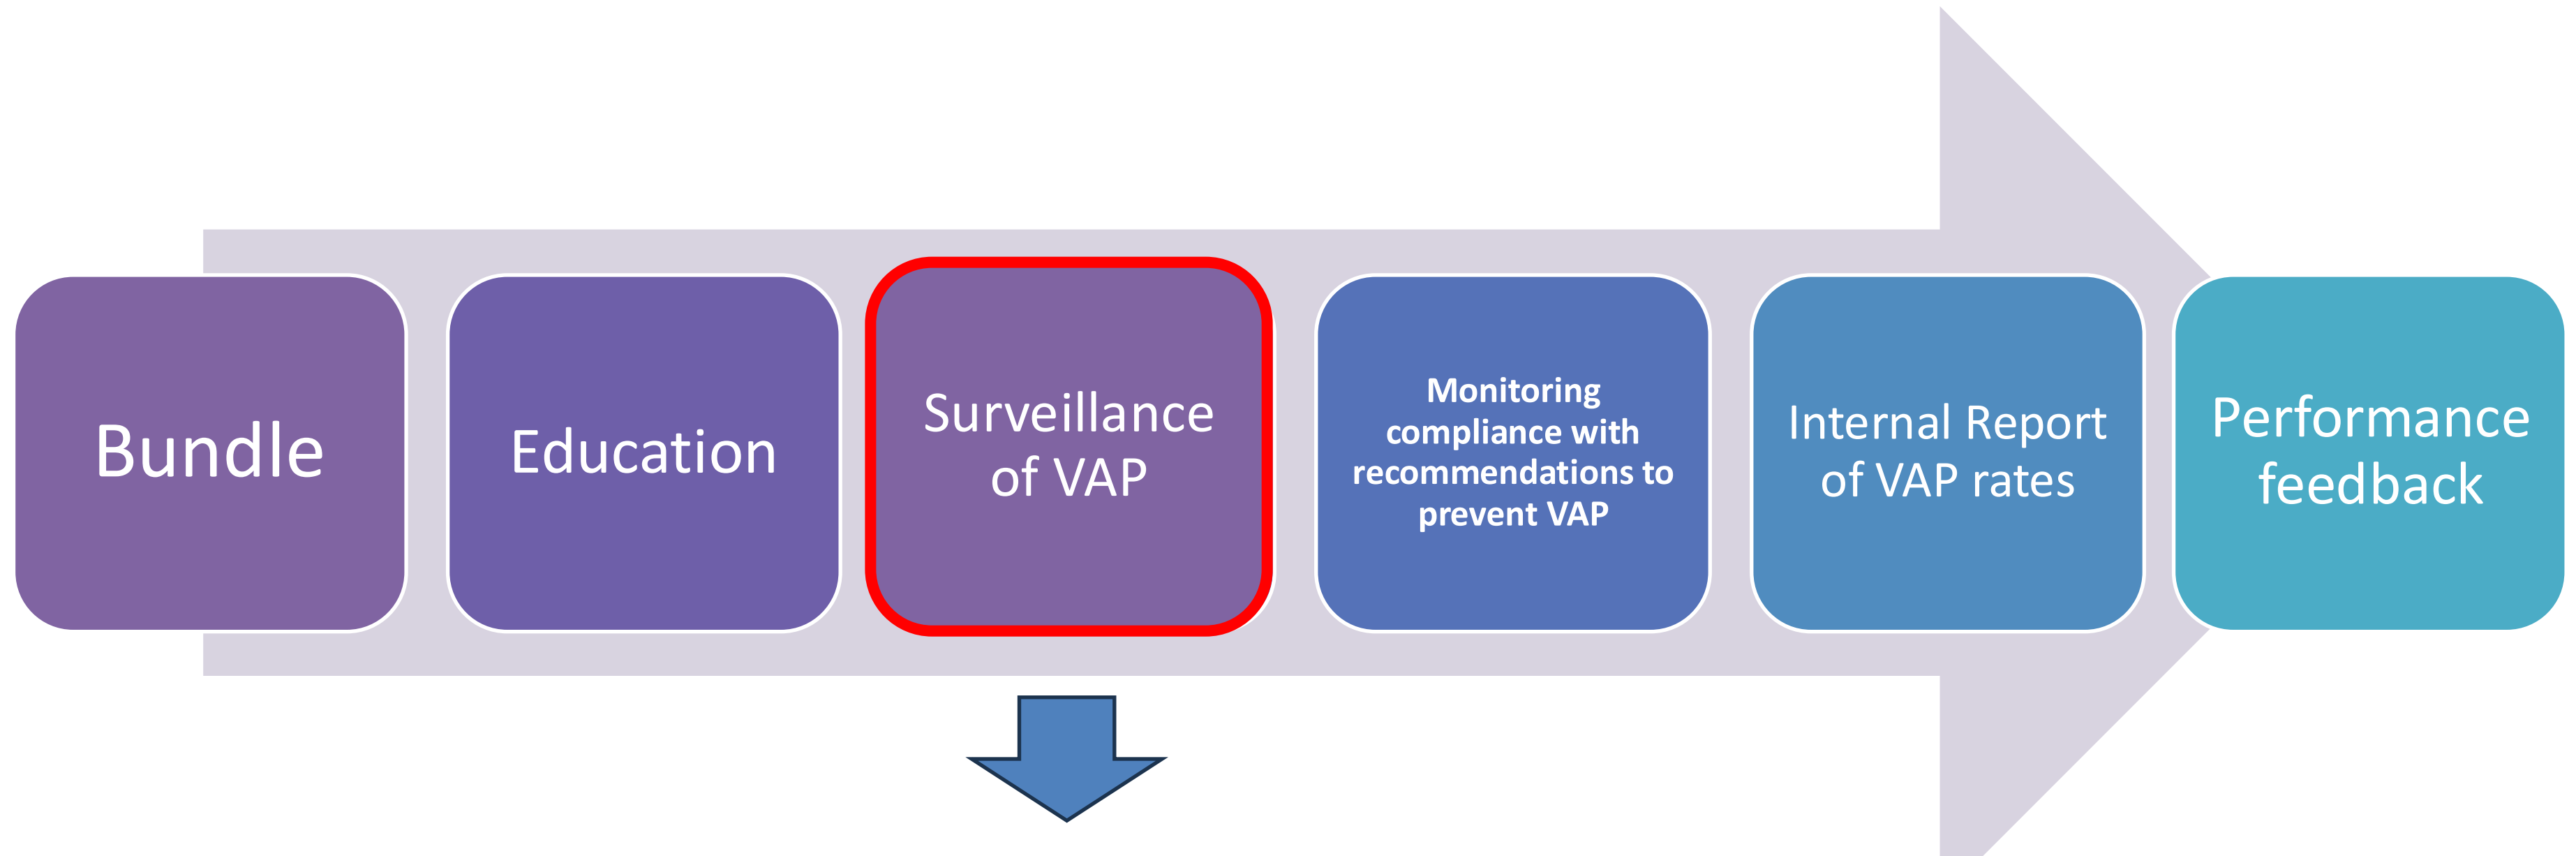 Bundle
Education
Surveillance
of VAP
Monitoring
compliance with
recommendations to
prevent VAP
Internal Report
of VAP rates
Performance
feedback